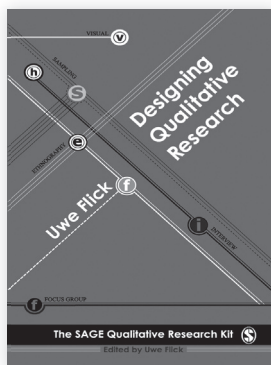 VISUAL v
h
SAMPLING
s
Designing
Qualitative
Research
ETHNOGRAPHY e
Uwe Flick f
i INTERVIEW
f FOCUS GROUP
The SAGE Qualitative Research Kit S
Edited by Uwe Flick